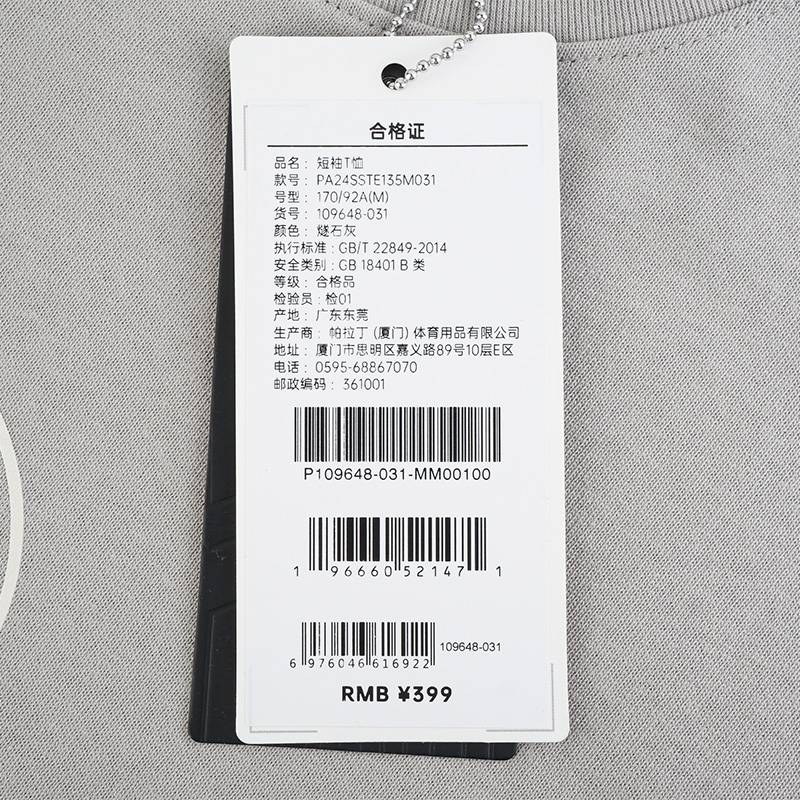 合格证
品名：短袖T恤
款号：PA24SSTE135M031
号型：170/92A(M)
货号：109648-031
颜色：燧石灰
执行标准：GB/T 22849-2014
安全类别：GB 18401 B 类
等级：合格品
检验员：检01
产地：广东东莞
生产商：帕拉丁 (厦门) 体育用品有限公司
地址：厦门市思明区嘉义路89号10层E区
电话：0595-68867070
邮政编码：361001
P109648-031-MM00100
1 96660 52147 1
109648-031
6 976046 616922
RMB ¥399